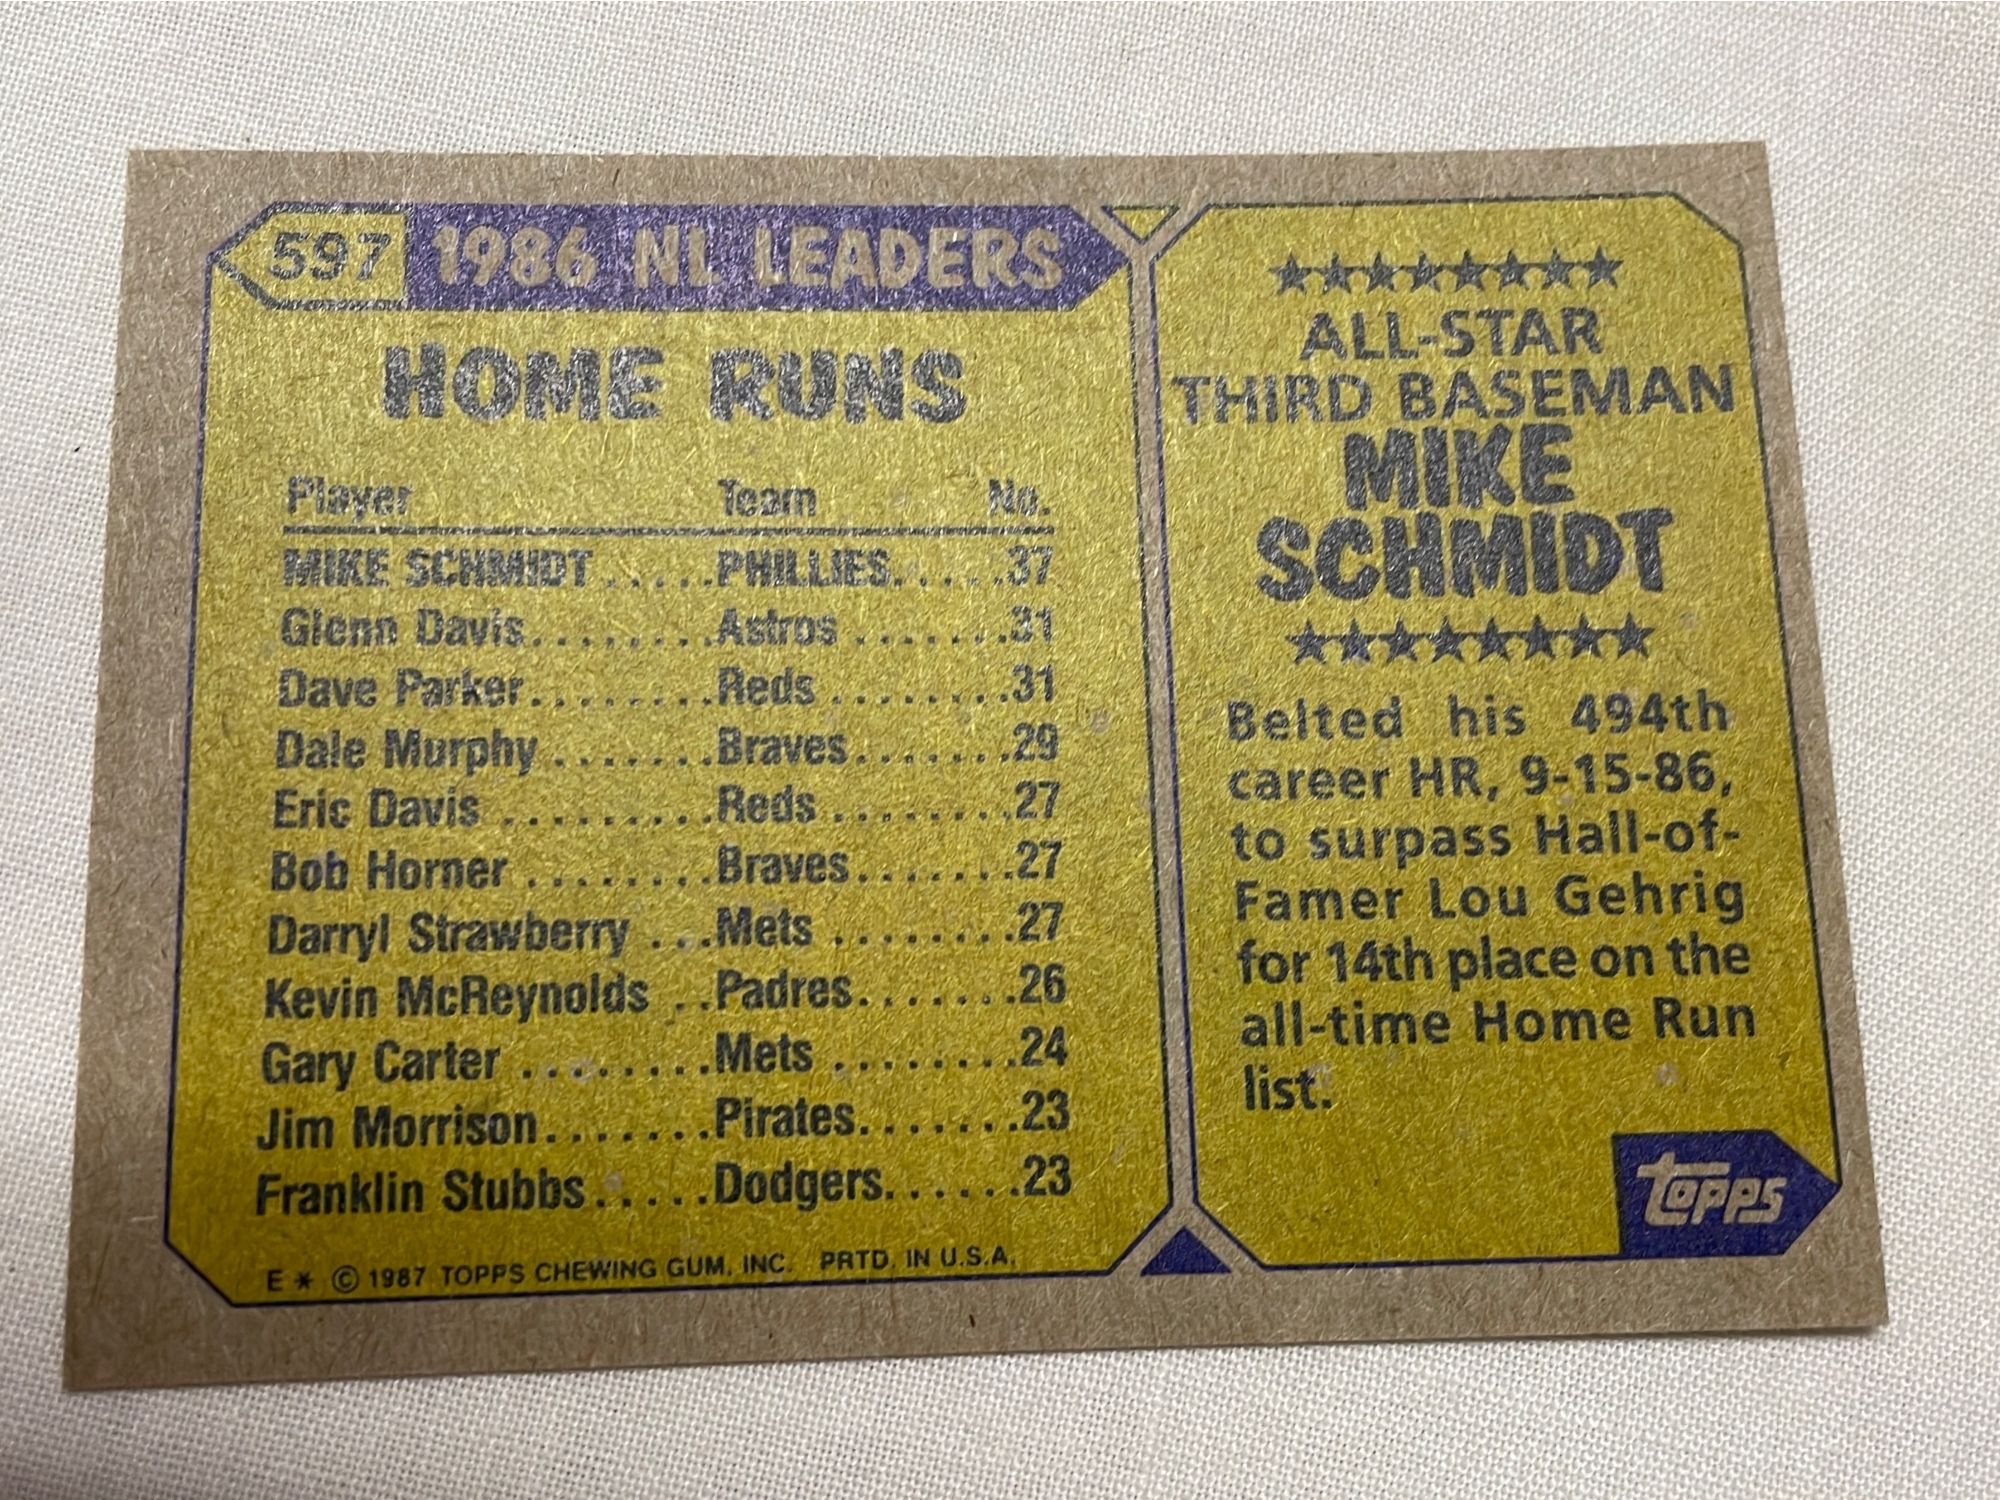 597 1986 NL LEADERS
HOME RUNS
Player Team No.
MIKE SCHMIDT.....PHILLIES.....37
Glenn Davis........Astros.......31
Dave Parker........Reds........31
Dale Murphy.......Braves.......29
Eric Davis.........Reds........27
Bob Horner........Braves.......27
Darryl Strawberry...Mets........27
Kevin McReynolds..Padres.......26
Gary Carter........Mets........24
Jim Morrison.......Pirates.......23
Franklin Stubbs.....Dodgers......23
E * © 1987 TOPPS CHEWING GUM, INC. PRTD. IN U.S.A.
ALL-STAR
THIRD BASEMAN
MIKE
SCHMIDT
Belted his 494th
career HR, 9-15-86,
to surpass Hall-of-
Famer Lou Gehrig
for 14th place on the
all-time Home Run
list.
topps